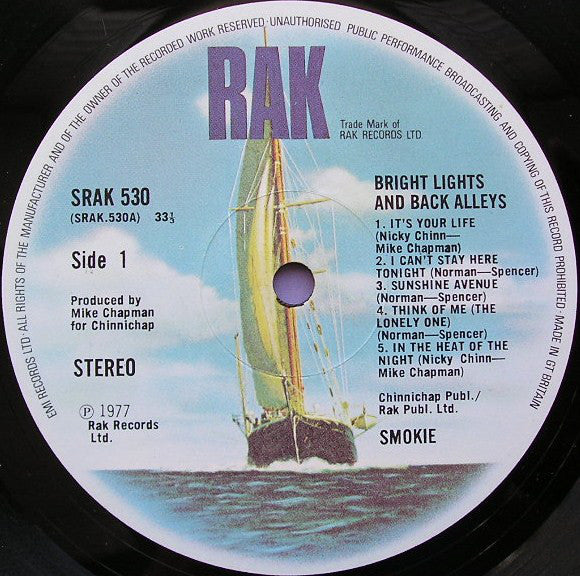 EMI RECORDS LTD · ALL RIGHTS OF THE MANUFACTURER AND OF THE OWNER OF THE RECORDED WORK RESERVED · UNAUTHORISED PUBLIC PERFORMANCE BROADCASTING AND COPYING OF THIS RECORD PROHIBITED. MADE IN GT BRITAIN
RAK
Trade Mark of
RAK RECORDS LTD.
SRAK 530
(SRAK.530A) 33⅓
Side 1
Produced by
Mike Chapman
for Chinnichap
STEREO
Ⓟ 1977
Rak Records
Ltd.
BRIGHT LIGHTS
AND BACK ALLEYS
1. IT'S YOUR LIFE
(Nicky Chinn—
Mike Chapman)
2. I CAN'T STAY HERE
TONIGHT (Norman—Spencer)
3. SUNSHINE AVENUE
(Norman—Spencer)
4. THINK OF ME (THE
LONELY ONE)
(Norman—Spencer)
5. IN THE HEAT OF THE
NIGHT (Nicky Chinn—
Mike Chapman)
Chinnichap Publ./
Rak Publ. Ltd.
SMOKIE